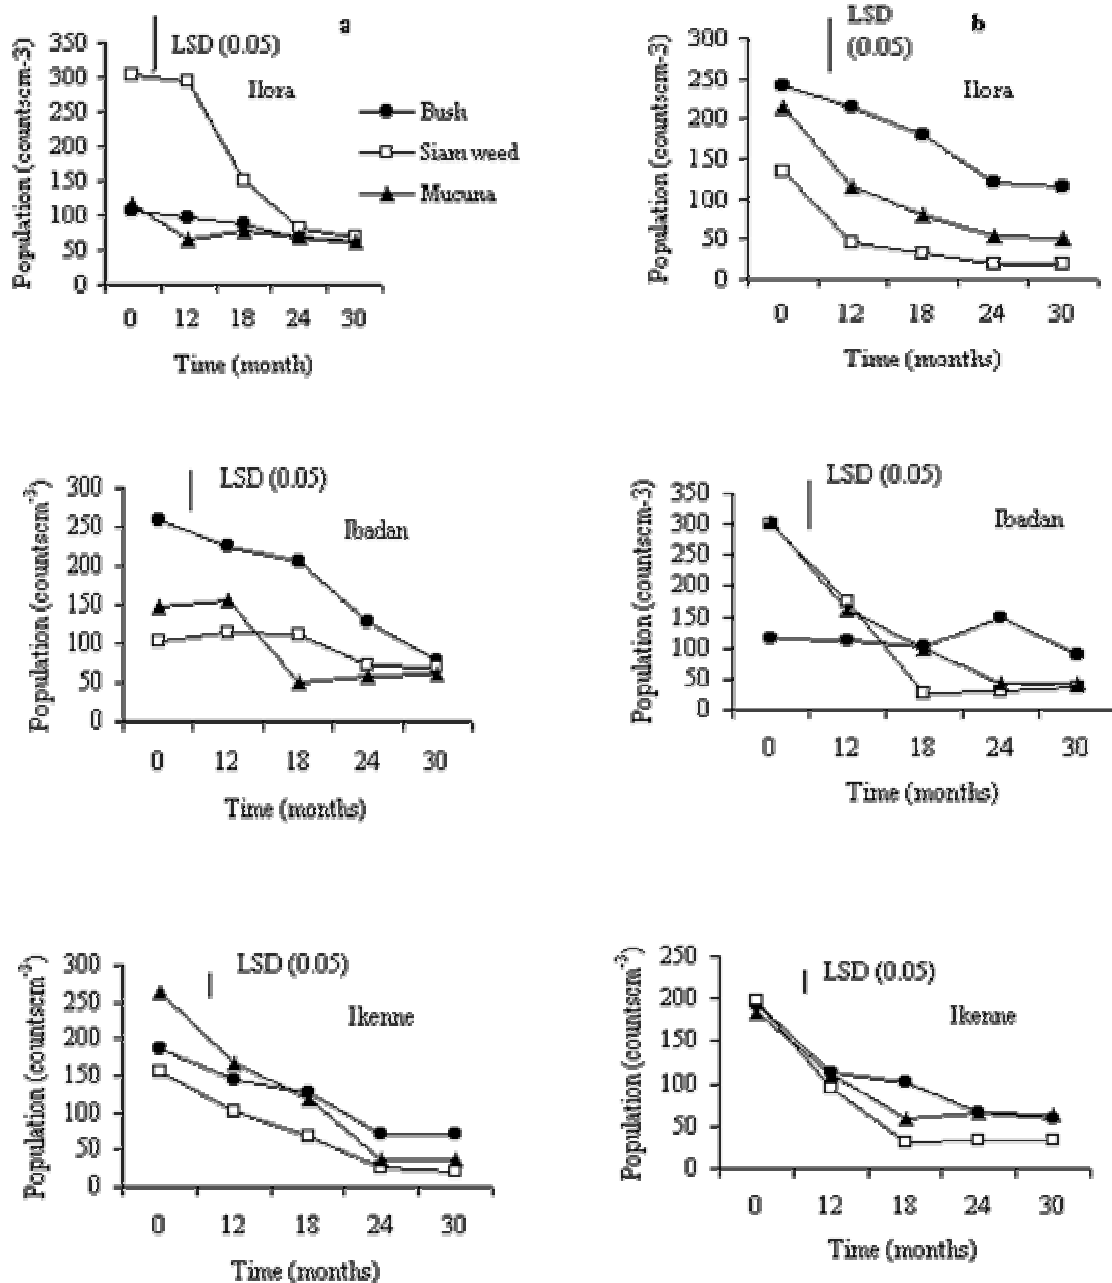 a
LSD (0.05)
Ilora
Bush
Siam weed
Mucuna
Population (countscm-3)
350
300
250
200
150
100
50
0
0 12 18 24 30
Time (month)
b
LSD
(0.05)
Ilora
Population (countscm-3)
300
250
200
150
100
50
0
0 12 18 24 30
Time (months)
LSD (0.05)
Ibadan
Population (countscm-3)
300
250
200
150
100
50
0
0 12 18 24 30
Time (months)
LSD (0.05)
Ibadan
Population (countscm-3)
350
300
250
200
150
100
50
0
0 12 18 24 30
Time (months)
LSD (0.05)
Ikenne
Population (countscm-3)
300
250
200
150
100
50
0
0 12 18 24 30
Time (months)
LSD (0.05)
Ikenne
Population (countscm-3)
250
200
150
100
50
0
0 12 18 24 30
Time (months)